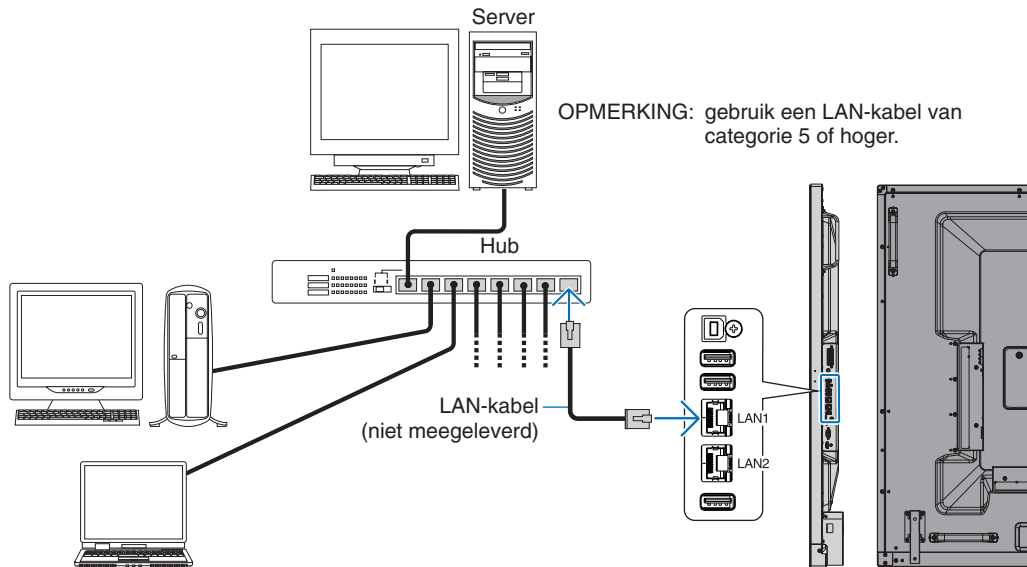 Server
OPMERKING: gebruik een LAN-kabel van
categorie 5 of hoger.
Hub
LAN-kabel
(niet meegeleverd)
LAN1
LAN2